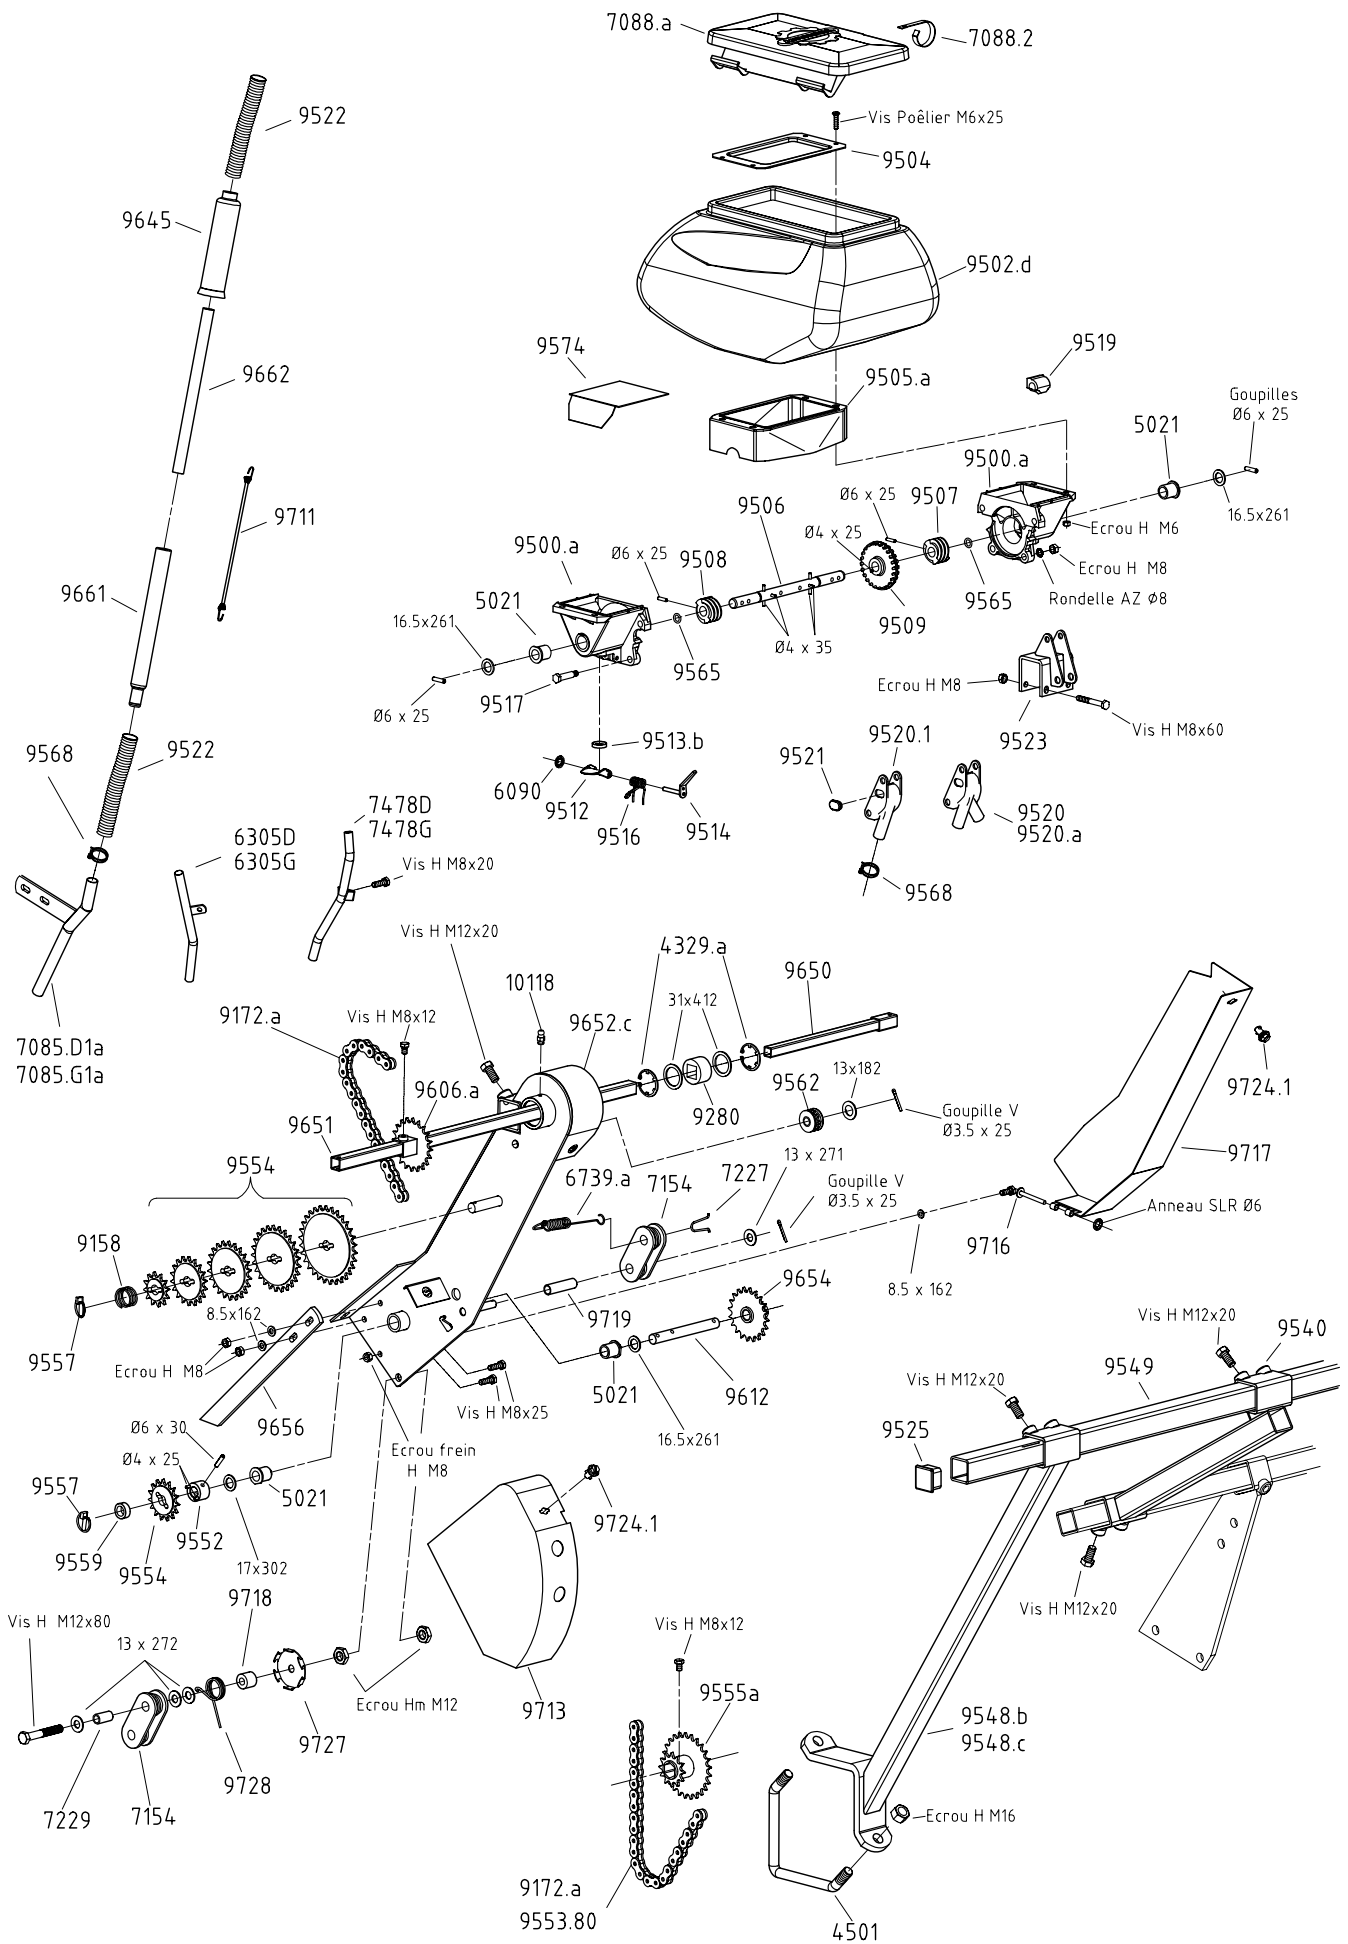 7088.a
7088.2
9522
Vis Poêlier M6x25
9504
9645
9502.d
9574
9519
9662
9505.a
Goupilles
Ø6 x 25
5021
9500.a
9711
Ø6 x 25
9507
16.5x261
9506
Ø4 x 25
Ecrou H M6
9500.a
Ø6 x 25
9508
Ecrou H M8
9661
5021
9565
Rondelle AZ Ø8
16.5x261
9509
9565
Ø4 x 35
9517
Ecrou H M8
Ø6 x 25
9523
Vis H M8x60
9568
9522
9513.b
9520.1
9521
6090
9512
9516
9514
9520
9520.a
7478D
7478G
6305D
6305G
Vis H M8x20
9568
Vis H M12x20
4329.a
9650
10118
9172.a
Vis H M8x12
9652.c
31x412
7085.D1a
7085.G1a
9724.1
9606.a
9562
13x182
9280
Goupille V
Ø3.5 x 25
9651
9717
9554
6739.a
7154
7227
13 x 271
Goupille V
Ø3.5 x 25
Anneau SLR Ø6
9158
9716
9654
8.5 x 162
8.5x162
9719
Vis H M12x20
9540
9557
Ecrou H M8
9549
5021
9612
Vis H M12x20
9656
Vis H M8x25
16.5x261
9525
Ø6 x 30
Ecrou frein
H M8
Ø4 x 25
9557
5021
9724.1
9552
9559
9554
17x302
9718
Vis H M12x80
Vis H M12x20
13 x 272
Vis H M8x12
Ecrou Hm M12
9713
9555a
9727
9548.b
9548.c
9728
7229
7154
Ecrou H M16
9172.a
9553.80
4501